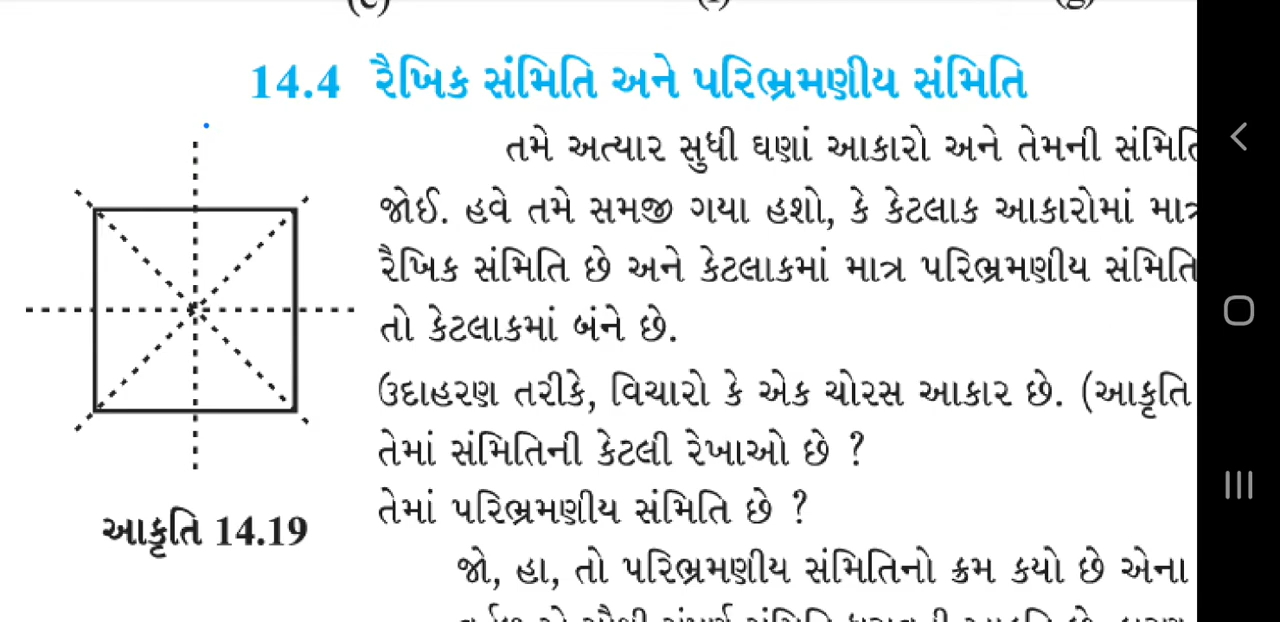 14.4 રૈખિક સંમિતિ અને પરિભ્રમણીય સંમિતિ
તમે અત્યાર સુધી ઘણાં આકારો અને તેમની સંમિતિ
જોઈ. હવે તમે સમજી ગયા હશો, કે કેટલાક આકારોમાં માત્ર
રૈખિક સંમિતિ છે અને કેટલાકમાં માત્ર પરિભ્રમણીય સંમિતિ
તો કેટલાકમાં બંને છે.
ઉદાહરણ તરીકે, વિચારો કે એક ચોરસ આકાર છે. (આકૃતિ
તેમાં સંમિતિની કેટલી રેખાઓ છે ?
તેમાં પરિભ્રમણીય સંમિતિ છે ?
આકૃતિ 14.19
જો, હા, તો પરિભ્રમણીય સંમિતિનો ક્રમ કયો છે એના